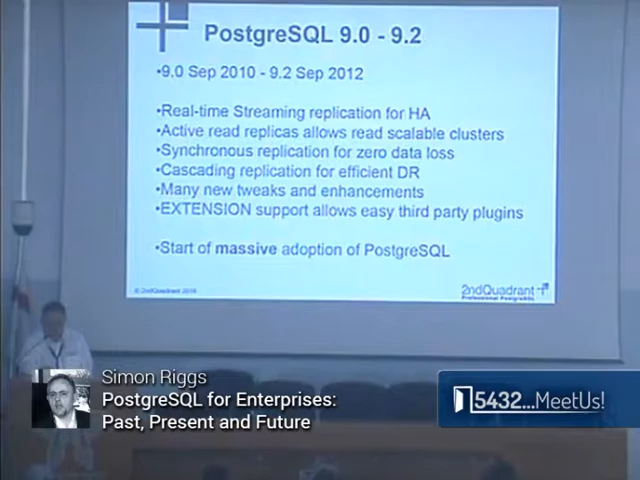 PostgreSQL 9.0 - 9.2
•9.0 Sep 2010 - 9.2 Sep 2012
•Real-time Streaming replication for HA
•Active read replicas allows read scalable clusters
•Synchronous replication for zero data loss
•Cascading replication for efficient DR
•Many new tweaks and enhancements
•EXTENSION support allows easy third party plugins
•Start of massive adoption of PostgreSQL
2ndQuadrant
Professional PostgreSQL
Simon Riggs
PostgreSQL for Enterprises:
Past, Present and Future
5432...MeetUs!